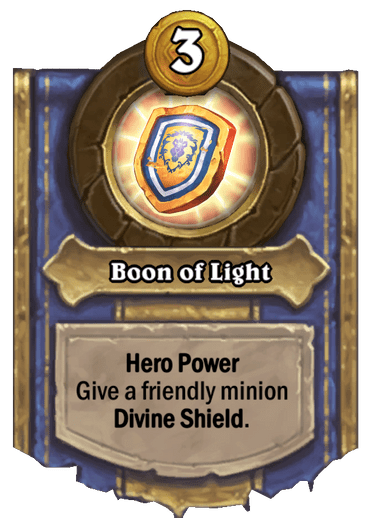 3
Boon of Light
Hero Power
Give a friendly minion
Divine Shield.